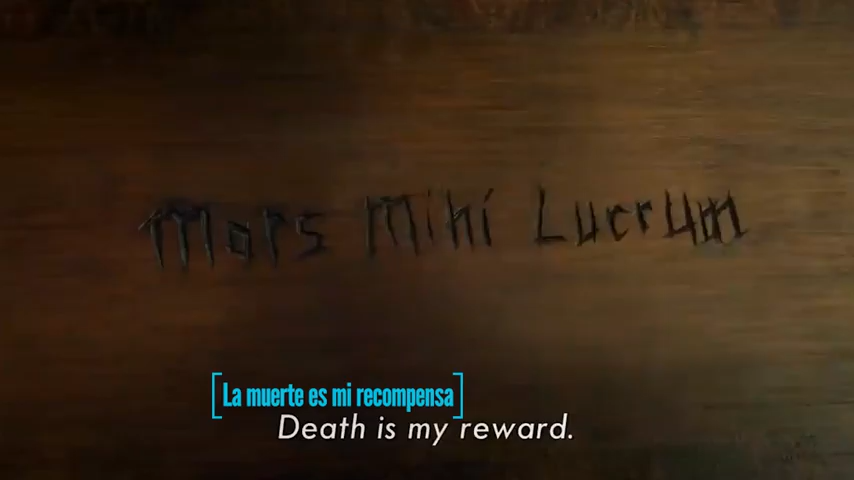 Mors Mihi Lucrum
[La muerte es mi recompensa]
Death is my reward.